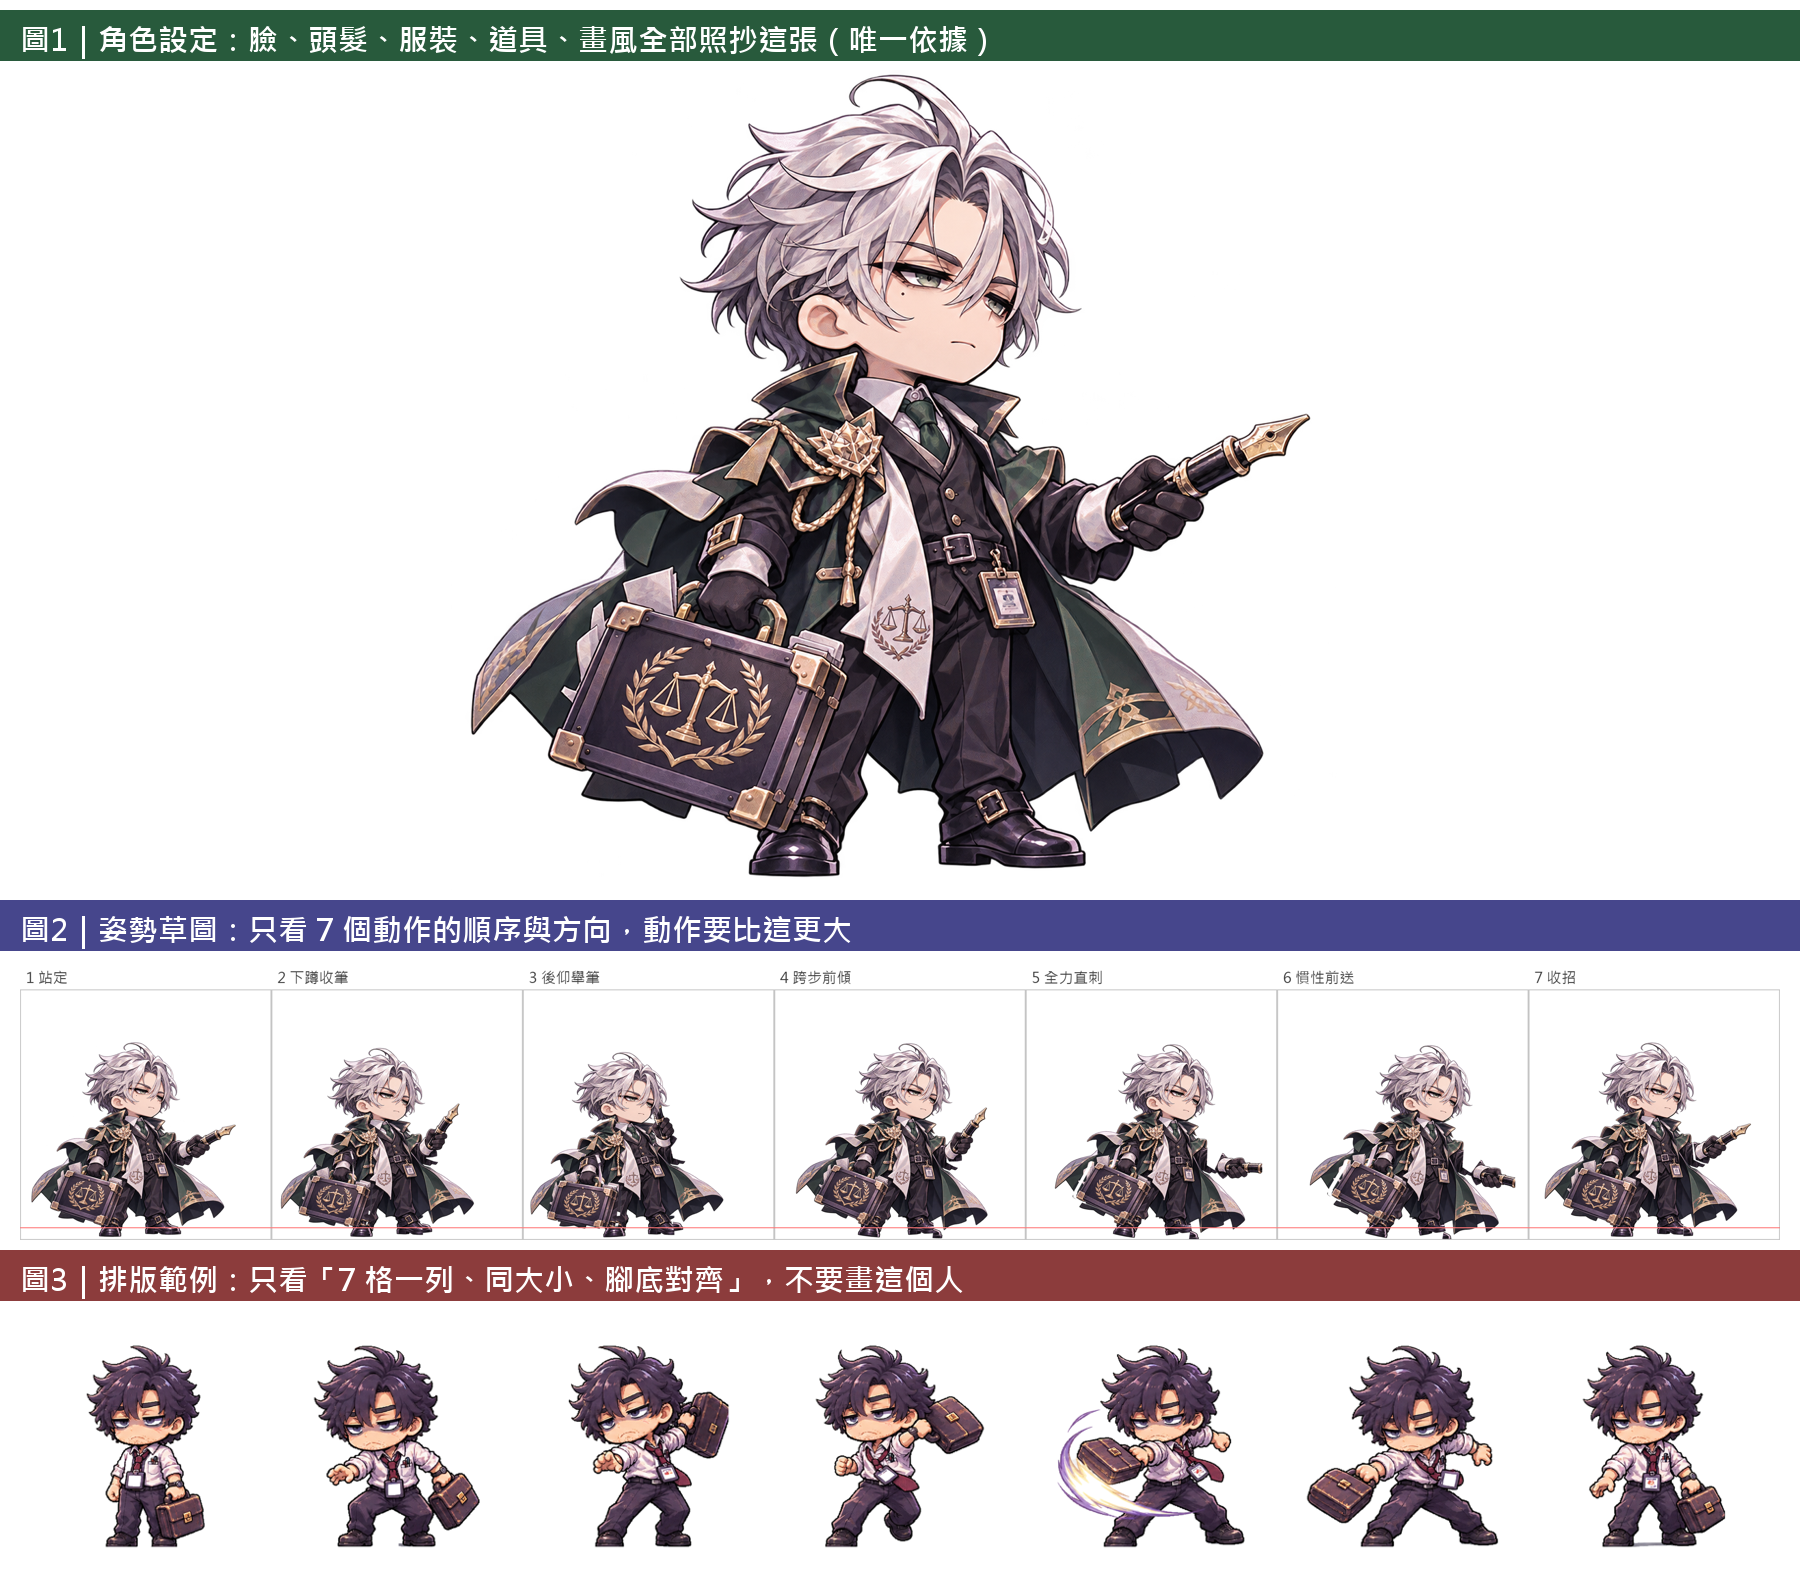 圖1｜角色設定：臉、頭髮、服裝、道具、畫風全部照抄這張（唯一依據）
圖2｜姿勢草圖：只看 7 個動作的順序與方向，動作要比這更大
1 站定
2 下蹲收筆
3 後仰舉筆
4 跨步前傾
5 全力直刺
6 慣性前送
7 收招
圖3｜排版範例：只看「7 格一列、同大小、腳底對齊」，不要畫這個人